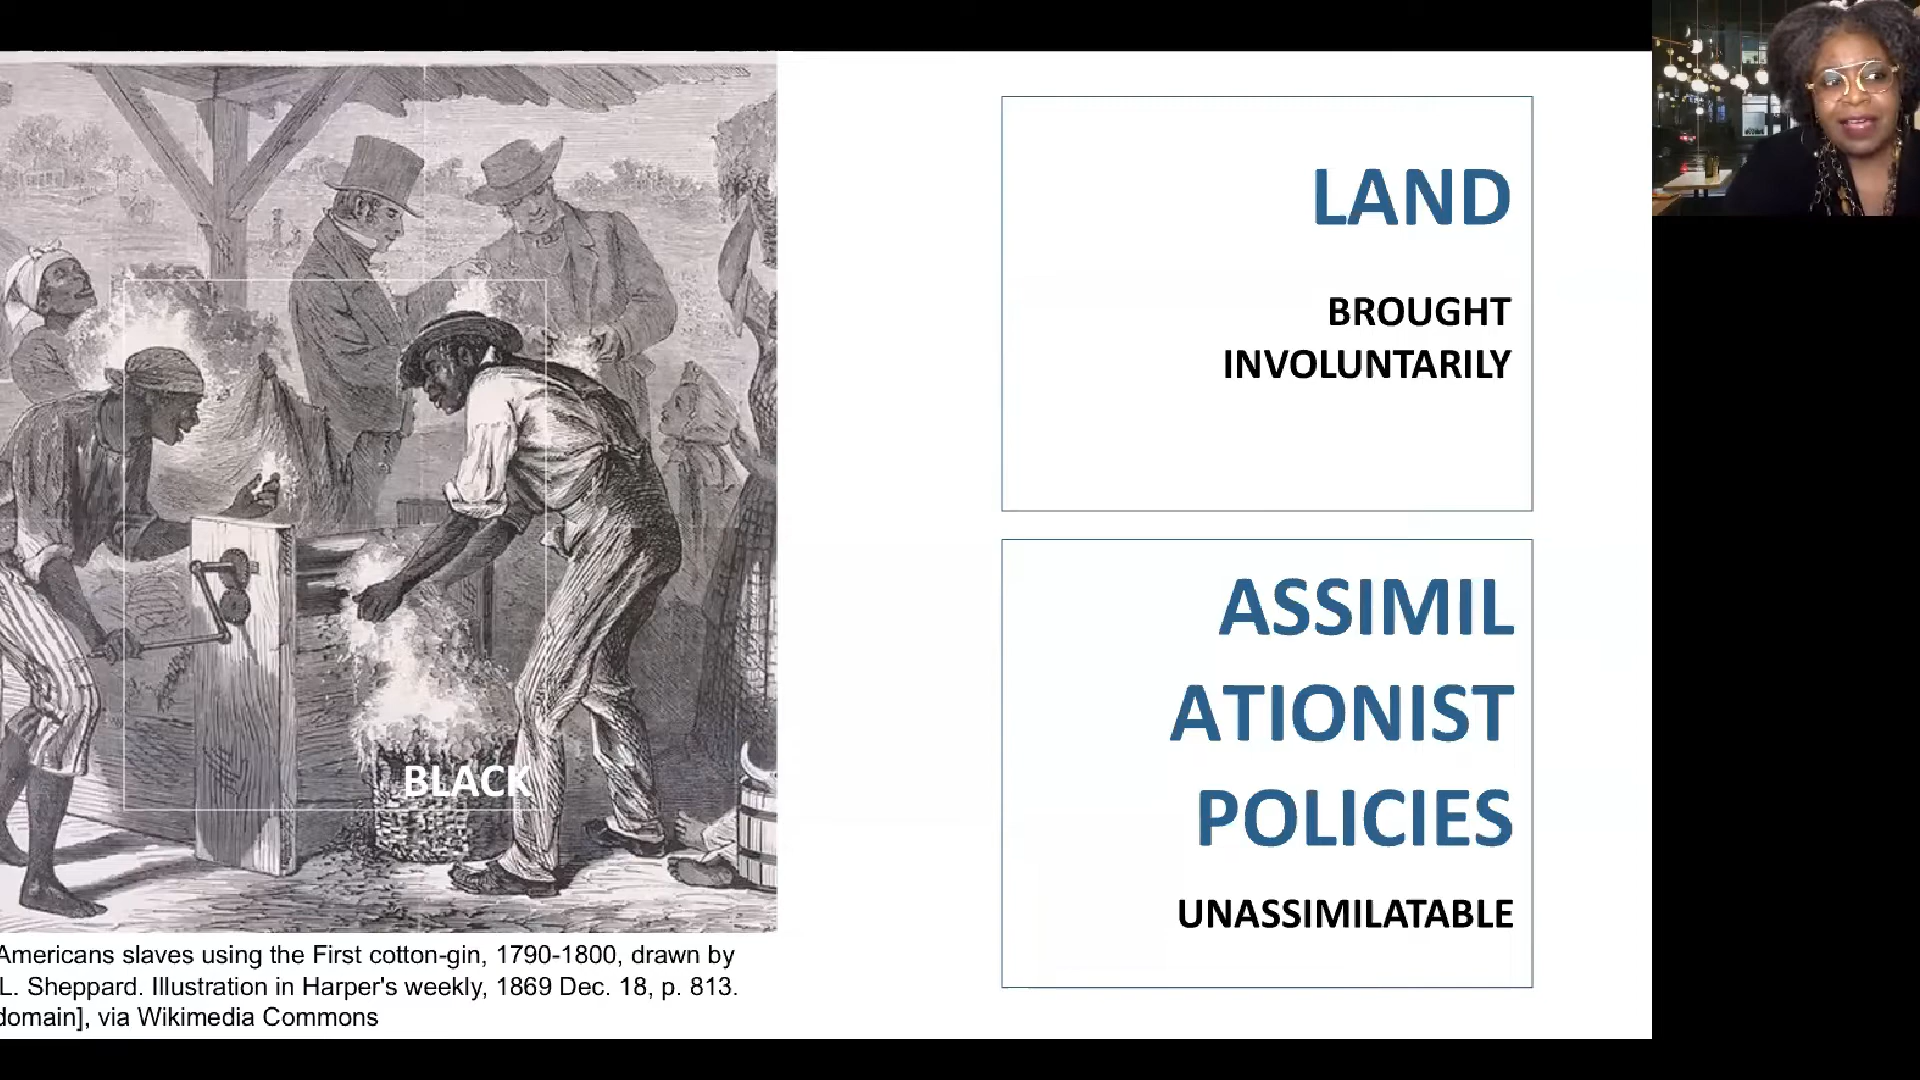 BLACK
Americans slaves using the First cotton-gin, 1790-1800, drawn by
L. Sheppard. Illustration in Harper's weekly, 1869 Dec. 18, p. 813.
domain], via Wikimedia Commons
LAND
BROUGHT
INVOLUNTARILY
ASSIMIL
ATIONIST
POLICIES
UNASSIMILATABLE